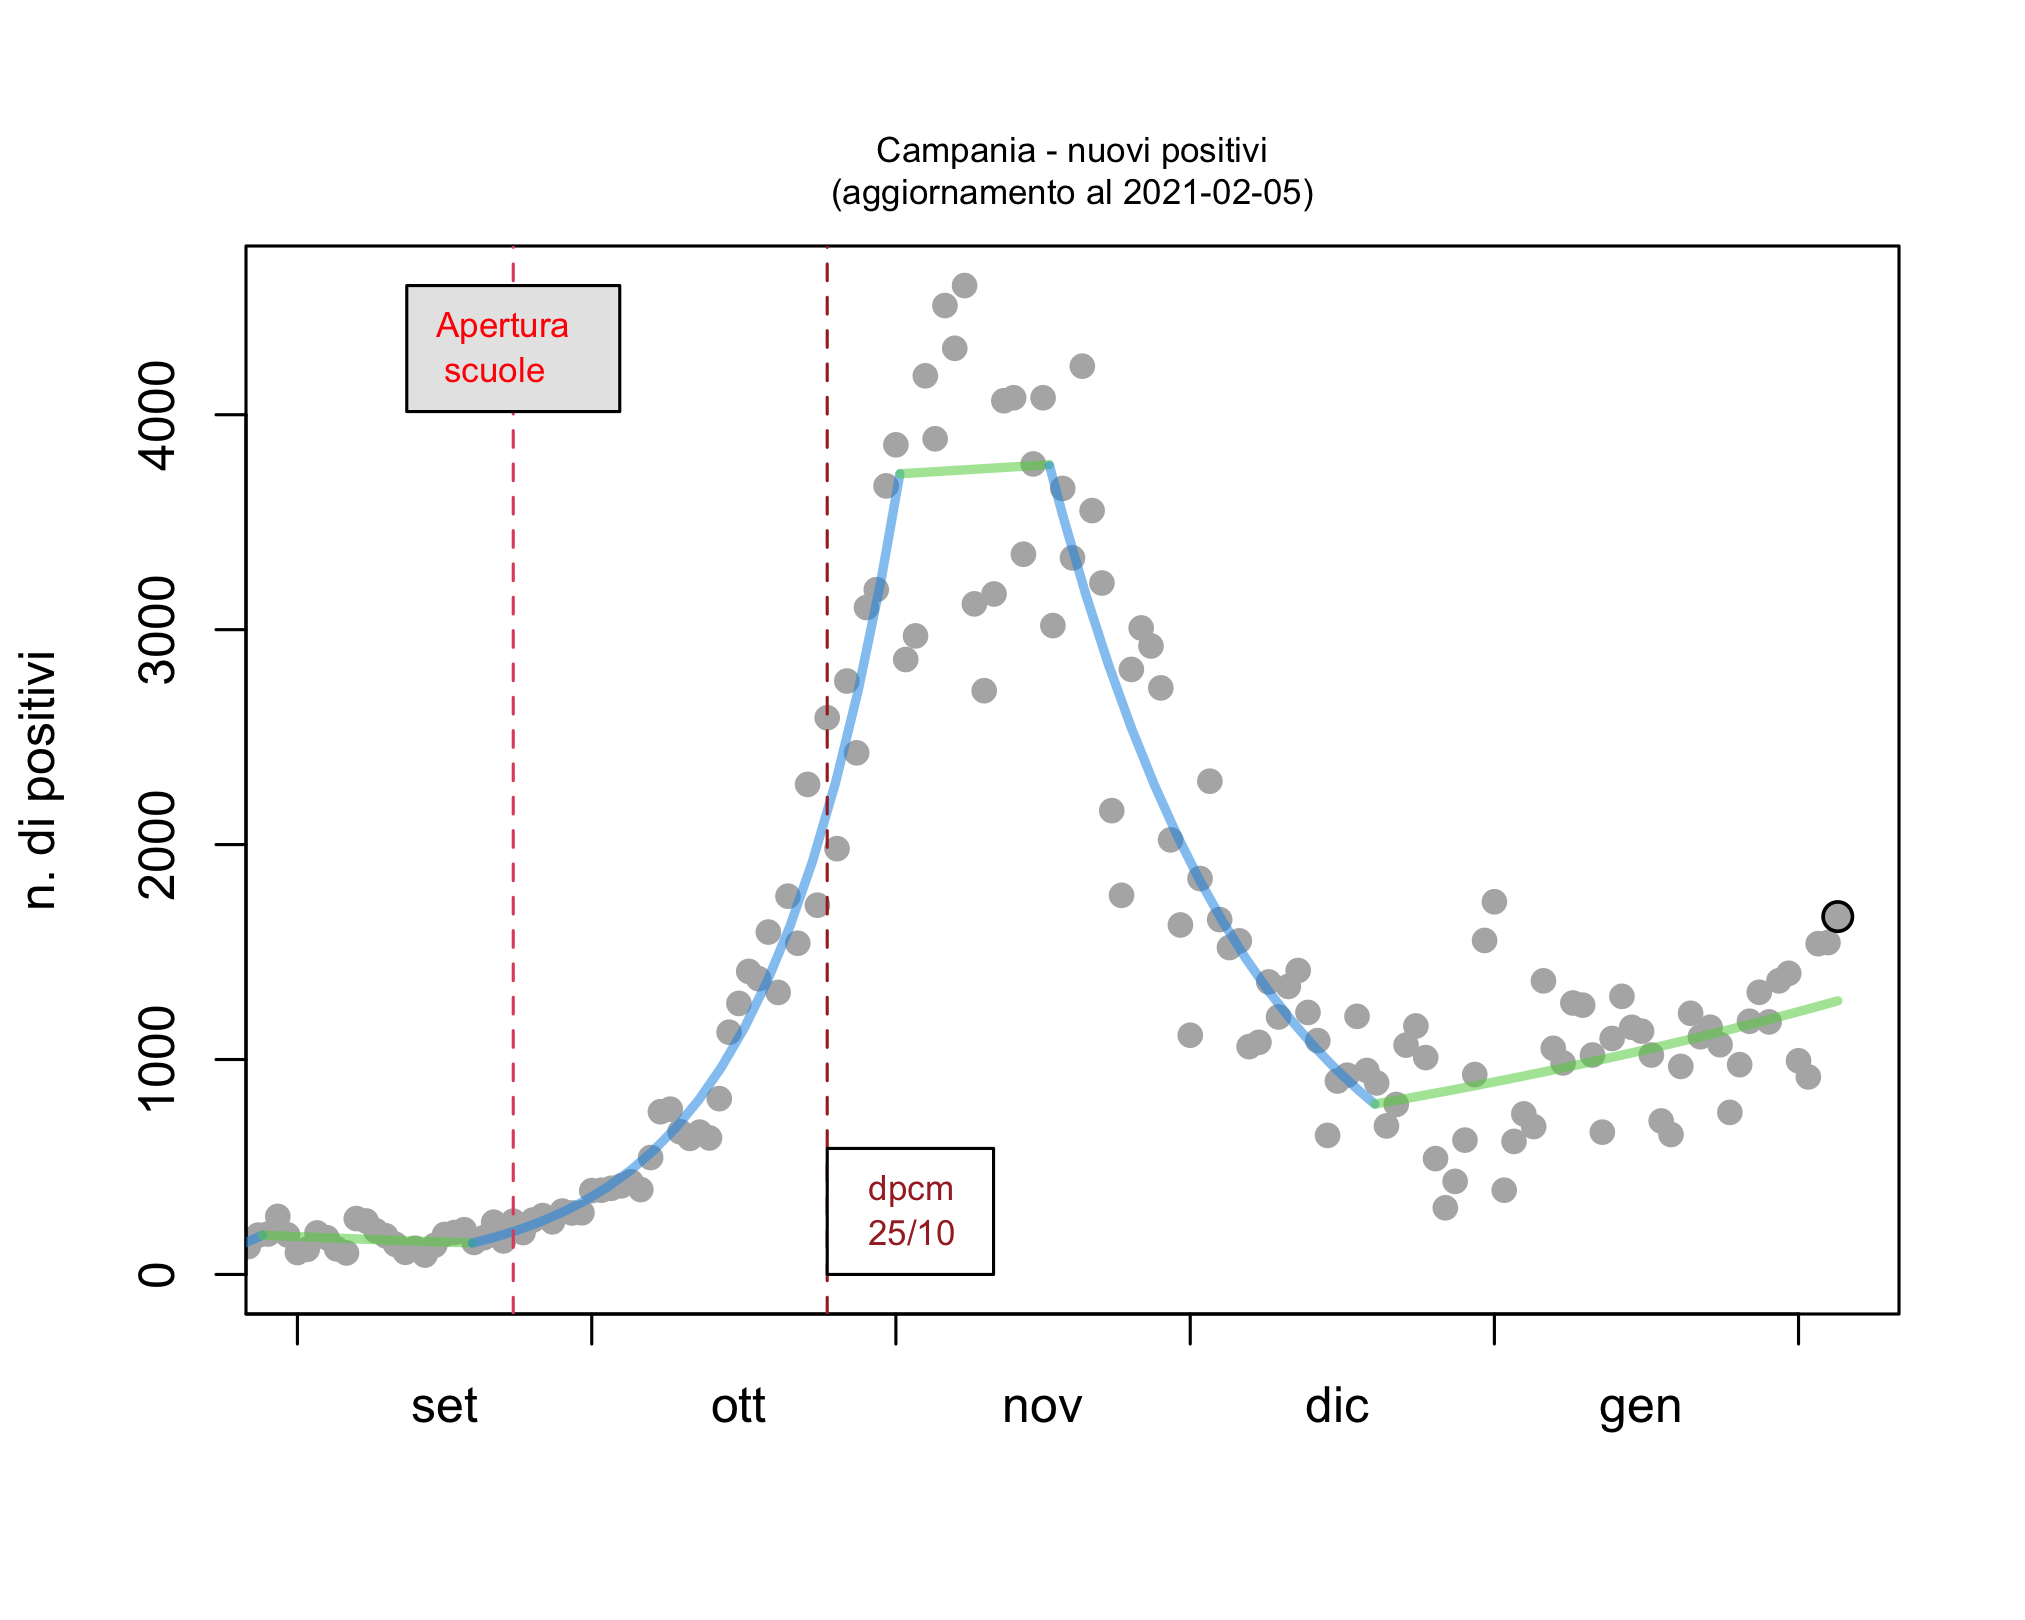 Campania - nuovi positivi
(aggiornamento al 2021-02-05)
Apertura
scuole
4000
3000
2000
1000
0
n. di positivi
dpcm
25/10
set
ott
nov
dic
gen